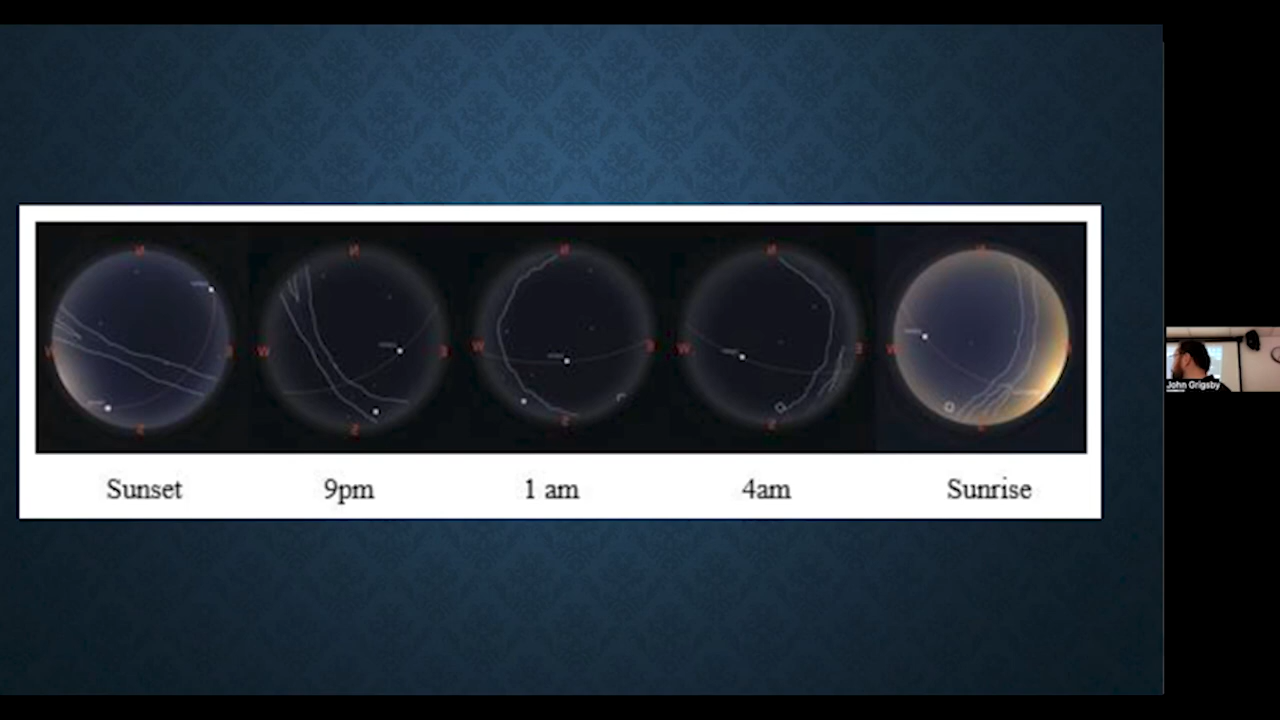 N N N N N
W E W E W E W E W
S S S S
Sunset 9pm 1 am 4am Sunrise
John Grigsby